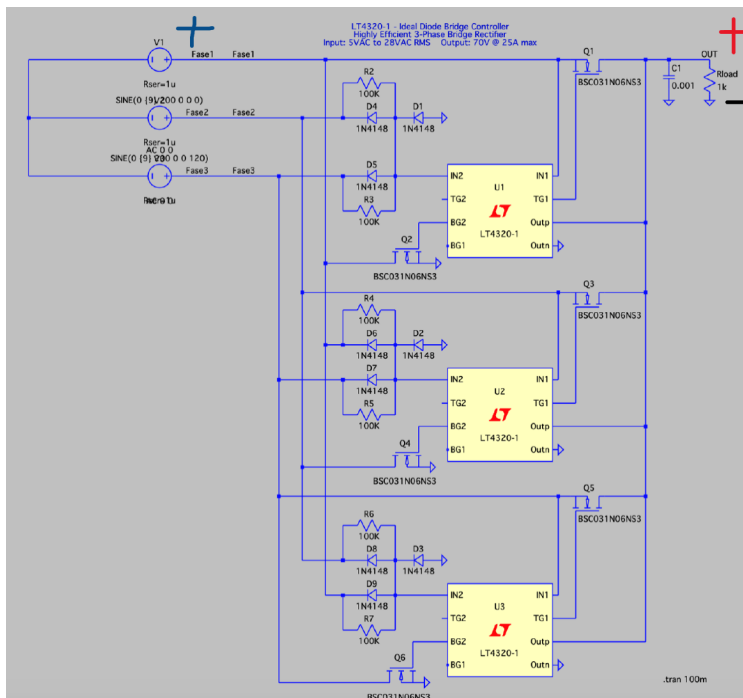 LT4320-1 - Ideal Diode Bridge Controller
Highly Efficient 3-Phase Bridge Rectifier
Input: 5VAC to 28VAC RMS Output: 70V @ 25A max
V1
Fase1 Fase1
Rser=1u
Fase2 Fase2
Rser=1u
AC 0 0
Fase3 Fase3
Q1
BSC031N06NS3
OUT
C1
0.001
Rload
1k
R2
100K
D4
1N4148
D1
1N4148
D5
1N4148
R3
100K
IN2
IN1
U1
TG2
TG1
BG2
Outp
LT4320-1
BG1
Outn
Q2
BSC031N06NS3
Q3
BSC031N06NS3
R4
100K
D6
1N4148
D2
1N4148
D7
1N4148
R5
100K
IN2
IN1
U2
TG2
TG1
BG2
Outp
LT4320-1
BG1
Outn
Q4
BSC031N06NS3
Q5
BSC031N06NS3
R6
100K
D8
1N4148
D3
1N4148
D9
1N4148
R7
100K
IN2
IN1
U3
TG2
TG1
BG2
Outp
LT4320-1
BG1
Outn
Q6
BSC031N06NS3
.tran 100m